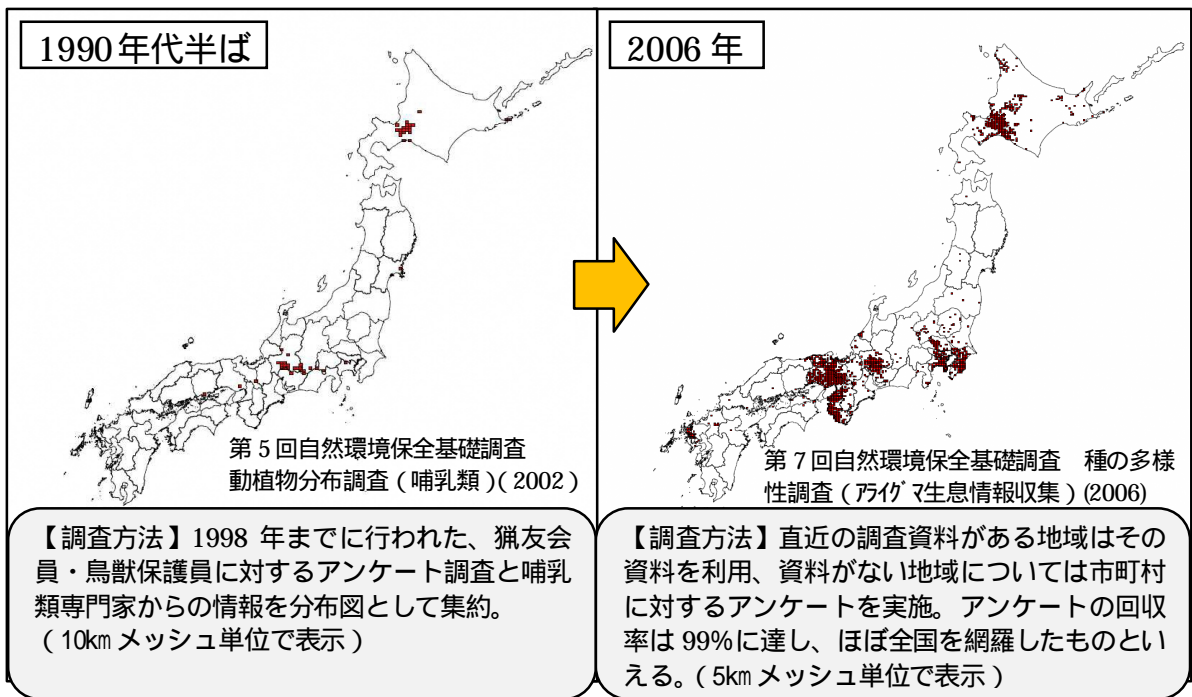 1990年代半ば
第5回自然環境保全基礎調査
動植物分布調査（哺乳類）（2002）
【調査方法】1998 年までに行われた、猟友会
員・鳥獣保護員に対するアンケート調査と哺乳
類専門家からの情報を分布図として集約。
（10㎞メッシュ単位で表示）
2006 年
第7回自然環境保全基礎調査　種の多様
性調査（ｱﾗｲｸﾞﾏ生息情報収集）(2006)
【調査方法】直近の調査資料がある地域はその
資料を利用、資料がない地域については市町村
に対するアンケートを実施。アンケートの回収
率は 99%に達し、ほぼ全国を網羅したものとい
える。（5㎞メッシュ単位で表示）